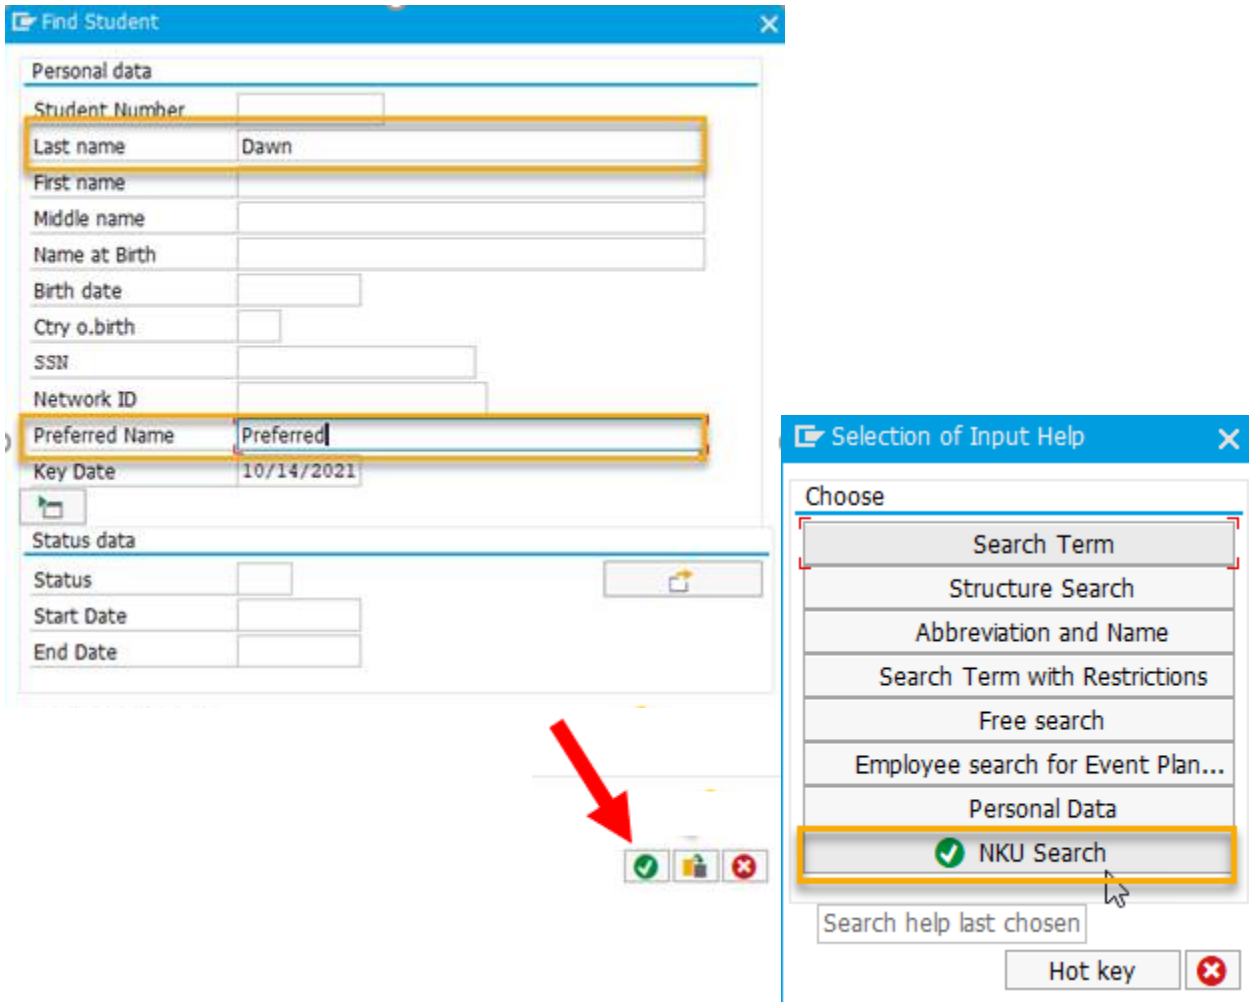 Find Student
Personal data
Student Number
Last name Dawn
First name
Middle name
Name at Birth
Birth date
Ctry o.birth
SSN
Network ID
Preferred Name Preferred
Key Date 10/14/2021
Status data
Status
Start Date
End Date
Selection of Input Help
Choose
Search Term
Structure Search
Abbreviation and Name
Search Term with Restrictions
Free search
Employee search for Event Plan...
Personal Data
NKU Search
Search help last chosen
Hot key